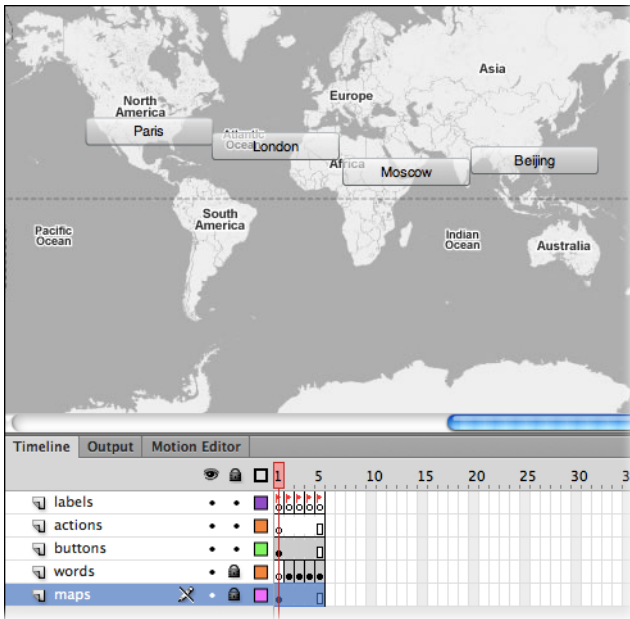 Asia
Europe
North
America
Paris
Atlantic
Ocean
London
Africa
Moscow
Beijing
South
America
Pacific
Ocean
Indian
Ocean
Australia
Timeline Output Motion Editor
1 5 10 15 20 25 30 3
labels
actions
buttons
words
maps